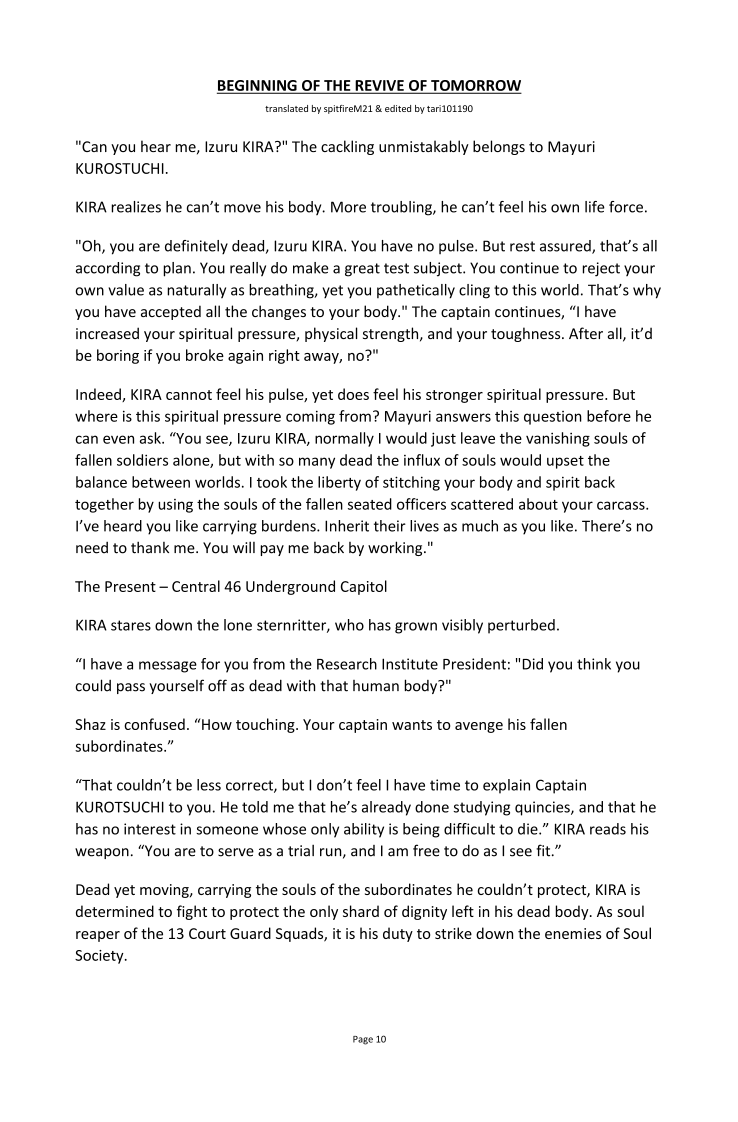 BEGINNING OF THE REVIVE OF TOMORROW
translated by spitfireM21 & edited by tari101190
"Can you hear me, Izuru KIRA?" The cackling unmistakably belongs to Mayuri
KUROSTUCHI.
KIRA realizes he can’t move his body. More troubling, he can’t feel his own life force.
"Oh, you are definitely dead, Izuru KIRA. You have no pulse. But rest assured, that’s all
according to plan. You really do make a great test subject. You continue to reject your
own value as naturally as breathing, yet you pathetically cling to this world. That’s why
you have accepted all the changes to your body." The captain continues, “I have
increased your spiritual pressure, physical strength, and your toughness. After all, it’d
be boring if you broke again right away, no?"
Indeed, KIRA cannot feel his pulse, yet does feel his stronger spiritual pressure. But
where is this spiritual pressure coming from? Mayuri answers this question before he
can even ask. “You see, Izuru KIRA, normally I would just leave the vanishing souls of
fallen soldiers alone, but with so many dead the influx of souls would upset the
balance between worlds. I took the liberty of stitching your body and spirit back
together by using the souls of the fallen seated officers scattered about your carcass.
I’ve heard you like carrying burdens. Inherit their lives as much as you like. There’s no
need to thank me. You will pay me back by working."
The Present – Central 46 Underground Capitol
KIRA stares down the lone sternritter, who has grown visibly perturbed.
“I have a message for you from the Research Institute President: "Did you think you
could pass yourself off as dead with that human body?"
Shaz is confused. “How touching. Your captain wants to avenge his fallen
subordinates.”
“That couldn’t be less correct, but I don’t feel I have time to explain Captain
KUROTSUCHI to you. He told me that he’s already done studying quincies, and that he
has no interest in someone whose only ability is being difficult to die.” KIRA reads his
weapon. “You are to serve as a trial run, and I am free to do as I see fit.”
Dead yet moving, carrying the souls of the subordinates he couldn’t protect, KIRA is
determined to fight to protect the only shard of dignity left in his dead body. As soul
reaper of the 13 Court Guard Squads, it is his duty to strike down the enemies of Soul
Society.
Page 10